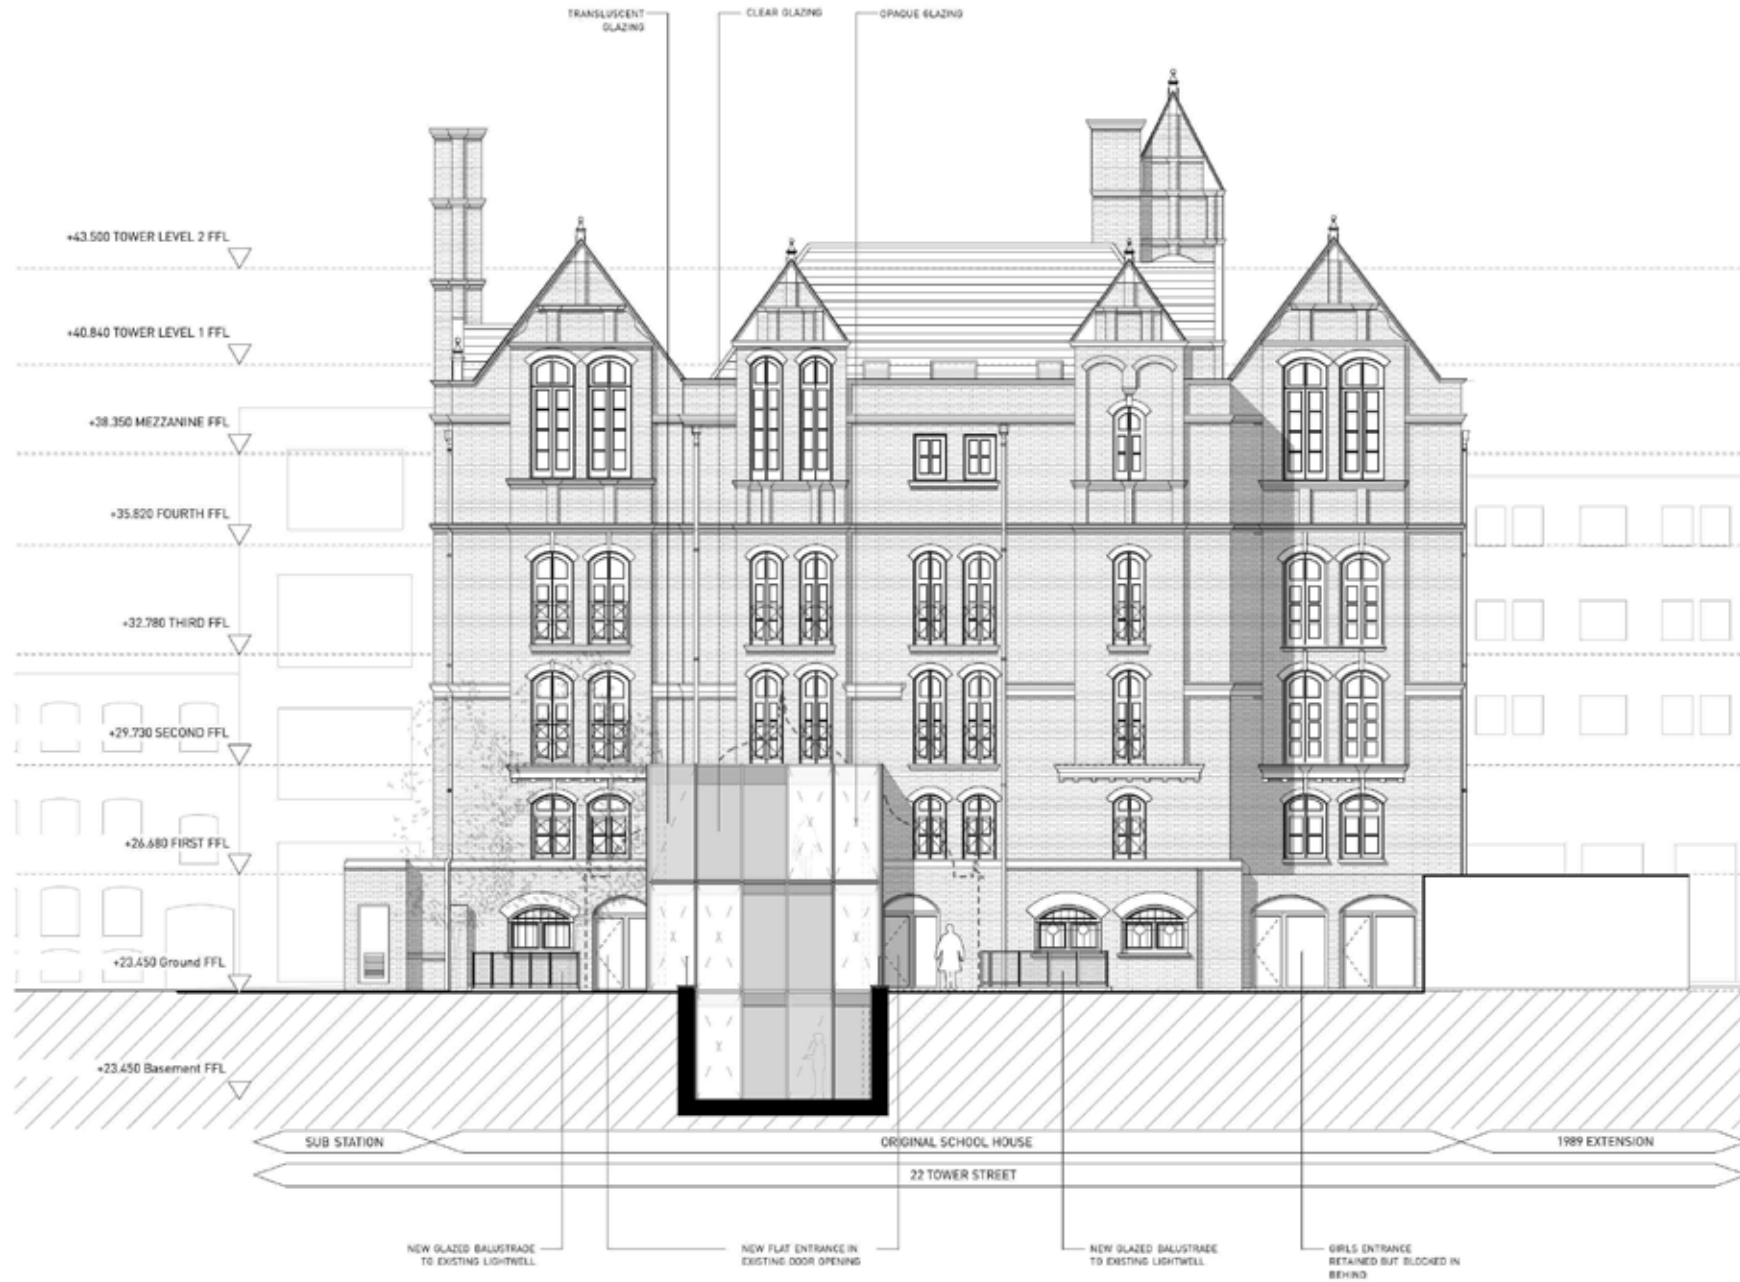 TRANSLUSCENT
GLAZING
CLEAR GLAZING
OPAQUE GLAZING
+43.500 TOWER LEVEL 2 FFL
+40.840 TOWER LEVEL 1 FFL
+38.350 MEZZANINE FFL
+35.820 FOURTH FFL
+32.780 THIRD FFL
+29.730 SECOND FFL
+26.680 FIRST FFL
+23.450 Ground FFL
+23.450 Basement FFL
SUB STATION
ORIGINAL SCHOOL HOUSE
1989 EXTENSION
22 TOWER STREET
NEW GLAZED BALUSTRADE
TO EXISTING LIGHTWELL
NEW FLAT ENTRANCE IN
EXISTING DOOR OPENING
NEW GLAZED BALUSTRADE
TO EXISTING LIGHTWELL
GIRLS ENTRANCE
RETAINED BUT BLOCKED IN
BEHIND